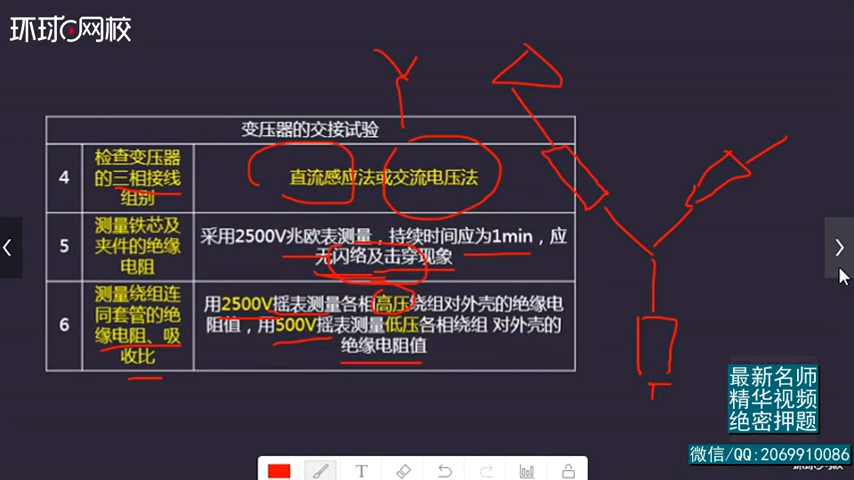 环球网校
变压器的交接试验
4
检查变压器
的三相接线
组别
直流感应法或交流电压法
5
测量铁芯及
夹件的绝缘
电阻
采用2500V兆欧表测量，持续时间应为1min，应
无闪络及击穿现象
6
测量绕组连
同套管的绝
缘电阻、吸
收比
用2500V摇表测量各相高压绕组对外壳的绝缘电
阻值，用500V摇表测量低压各相绕组 对外壳的
绝缘电阻值
最新名师
精华视频
绝密押题
微信/QQ:2069910086
T